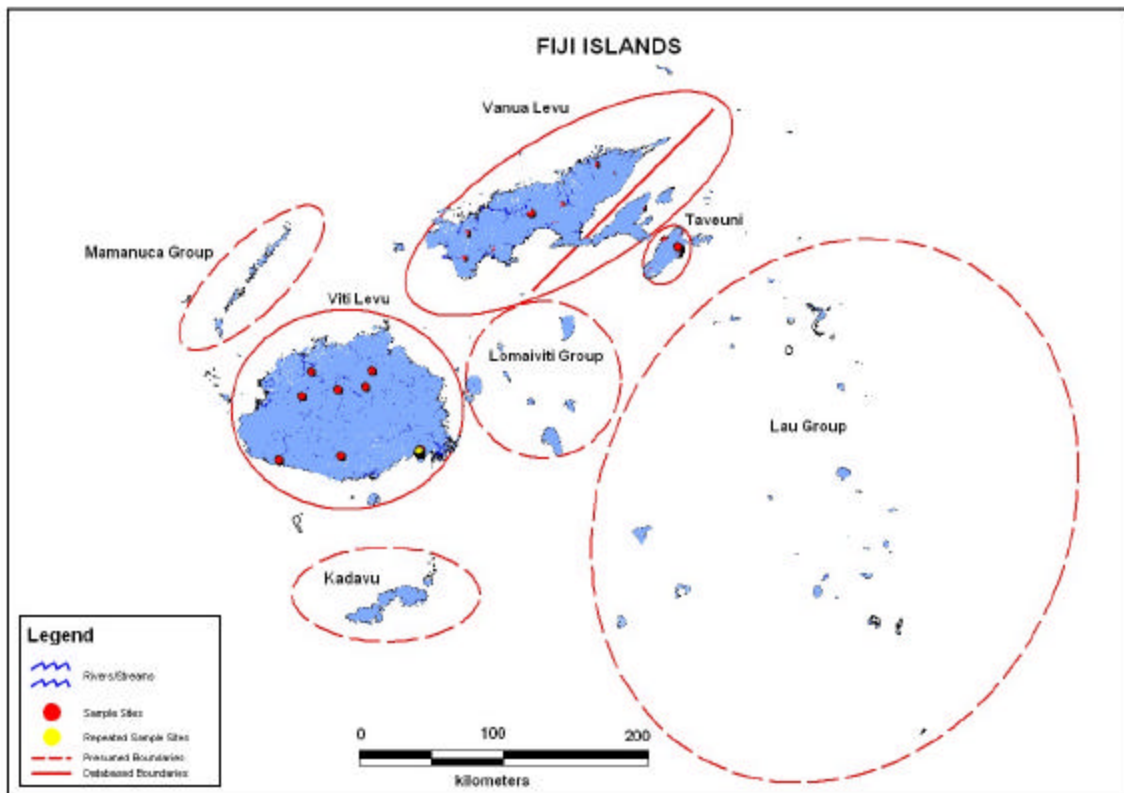 FIJI ISLANDS
Vanua Levu
Taveuni
Mamanuca Group
Viti Levu
Lomaiviti Group
Lau Group
Kadavu
Legend
Rivers/Streams
Sample Sites
Repeated Sample Sites
Presumed Boundaries
Databased Boundaries
0 100 200
kilometers